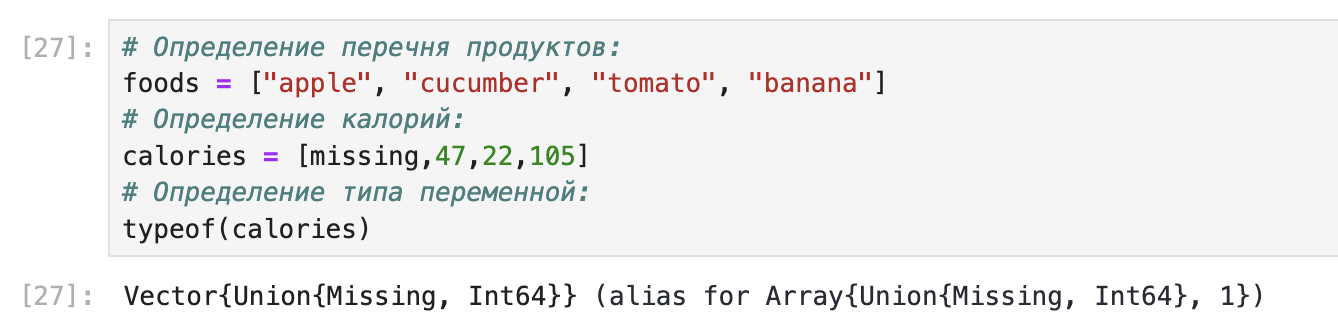 [27]: # Определение перечня продуктов:
foods = ["apple", "cucumber", "tomato", "banana"]
# Определение калорий:
calories = [missing,47,22,105]
# Определение типа переменной:
typeof(calories)
[27]: Vector{Union{Missing, Int64}} (alias for Array{Union{Missing, Int64}, 1})